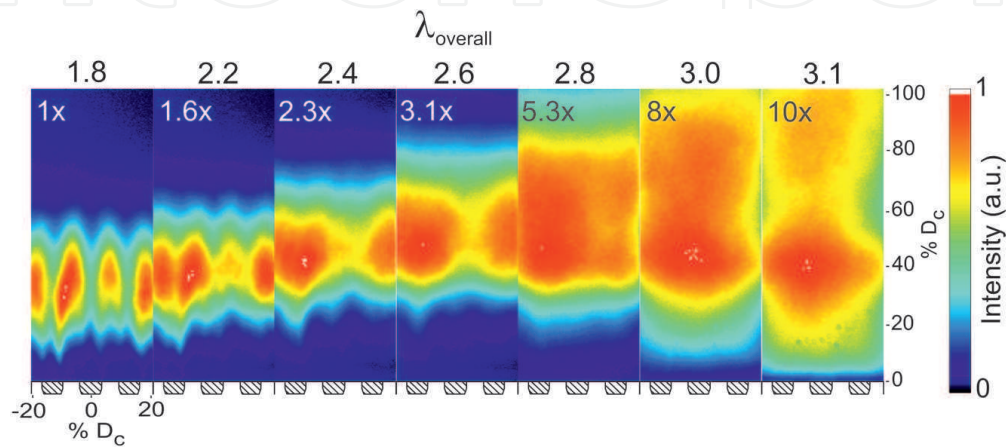 λoverall
1.8 2.2 2.4 2.6 2.8 3.0 3.1
1x 1.6x 2.3x 3.1x 5.3x 8x 10x
100
80
60
40
20
0
% Dc
1
Intensity (a.u.)
0
-20 0 20
% Dc